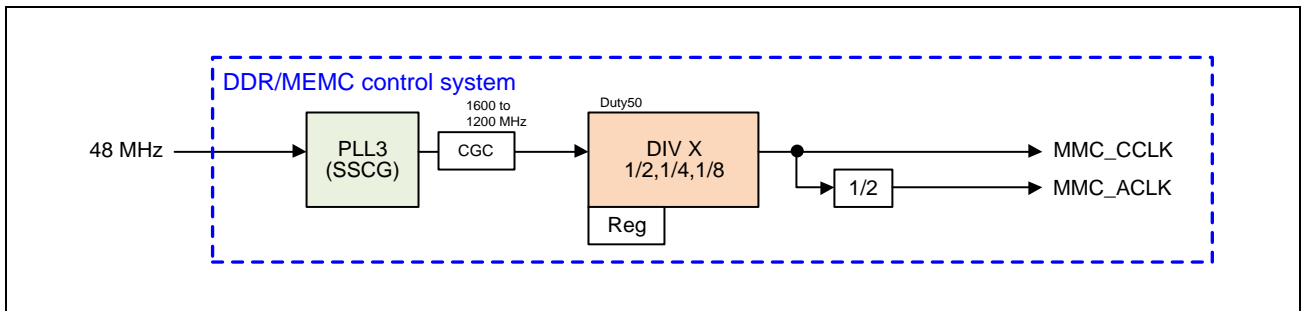 DDR/MEMC control system
1600 to
1200 MHz
Duty50
48 MHz
PLL3
(SSCG)
CGC
DIV X
1/2,1/4,1/8
MMC_CCLK
1/2
MMC_ACLK
Reg